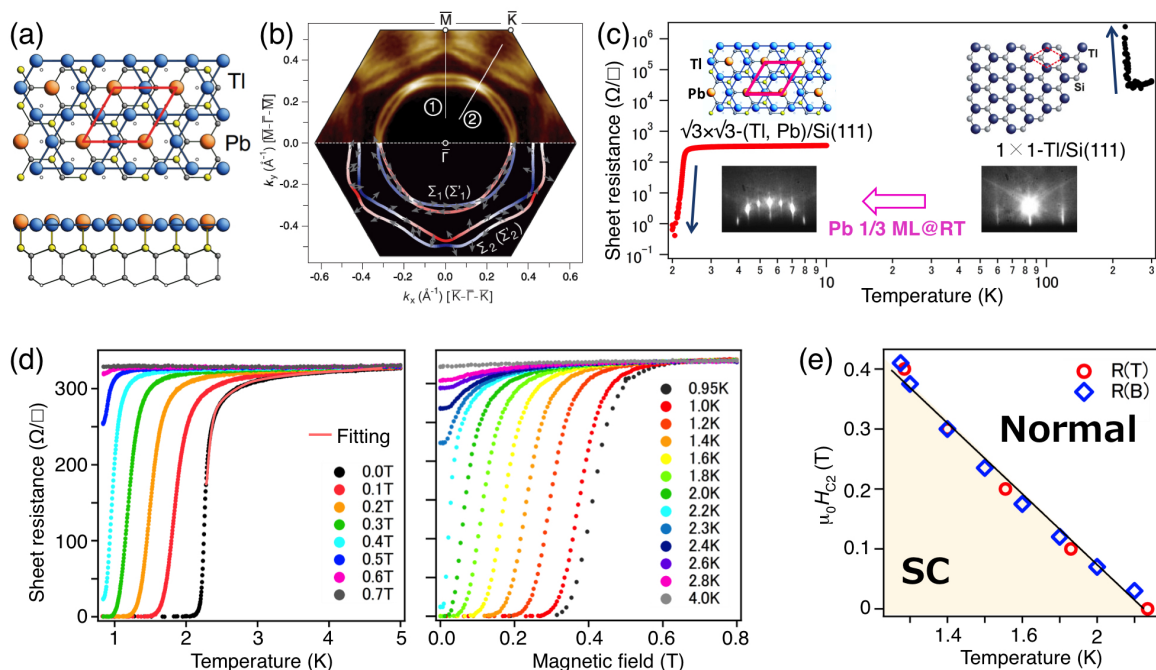 (a)
Tl
Pb
(b)
M̅
K̅
0.4
0.2
0.0
-0.2
-0.4
k_y (Å⁻¹) [M̅-Γ̅-M̅]
①
②
Γ̅
Σ₁(Σ'₁)
Σ₂(Σ'₂)
-0.6 -0.4 -0.2 0.0 0.2 0.4 0.6
k_x (Å⁻¹) [K̅-Γ̅-K̅]
(c)
Sheet resistance (Ω/□)
10⁶
10⁵
10⁴
10³
10²
10¹
10⁰
10⁻¹
Tl
Pb
√3×√3-(Tl, Pb)/Si(111)
Tl
Si
1×1-Tl/Si(111)
Pb 1/3 ML@RT
2 3 4 5 6 7 8 9 10 2 3 4 5 6 7 8 9 100 2 3
Temperature (K)
(d)
Sheet resistance (Ω/□)
300
200
100
0
Fitting
0.0T
0.1T
0.2T
0.3T
0.4T
0.5T
0.6T
0.7T
1 2 3 4 5
Temperature (K)
0.95K
1.0K
1.2K
1.4K
1.6K
1.8K
2.0K
2.2K
2.3K
2.4K
2.6K
2.8K
4.0K
0.0 0.2 0.4 0.6 0.8
Magnetic field (T)
(e)
μ₀H_C2 (T)
0.4
0.3
0.2
0.1
0
R(T)
R(B)
Normal
SC
1.4 1.6 1.8 2
Temperature (K)